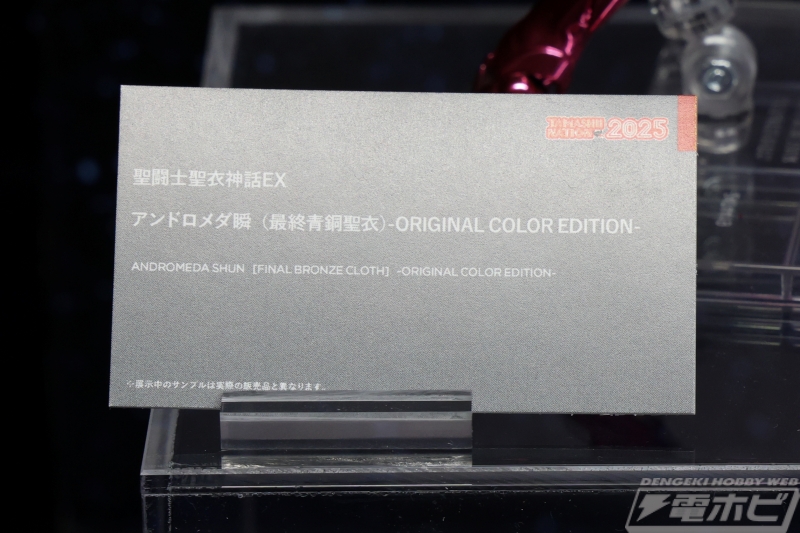 TAMASHII
NATION 2025
聖闘士聖衣神話EX
アンドロメダ瞬（最終青銅聖衣）-ORIGINAL COLOR EDITION-
ANDROMEDA SHUN [FINAL BRONZE CLOTH] -ORIGINAL COLOR EDITION-
※展示中のサンプルは実際の販売品と異なります。
DENGEKI HOBBY WEB
電ホビ